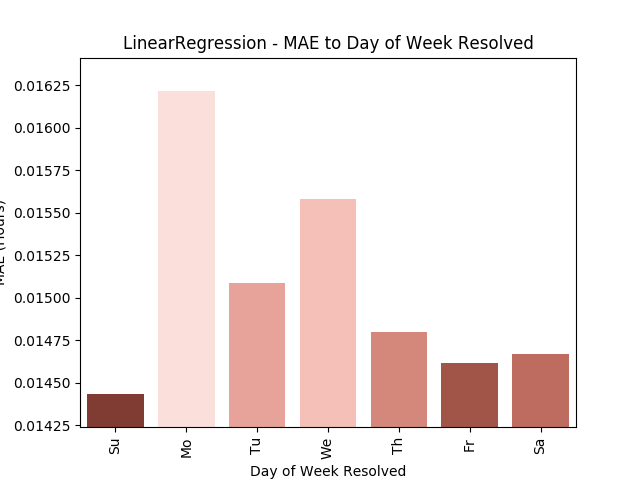 LinearRegression - MAE to Day of Week Resolved
MAE (Hours)
0.01625
0.01600
0.01575
0.01550
0.01525
0.01500
0.01475
0.01450
0.01425
Su
Mo
Tu
We
Th
Fr
Sa
Day of Week Resolved